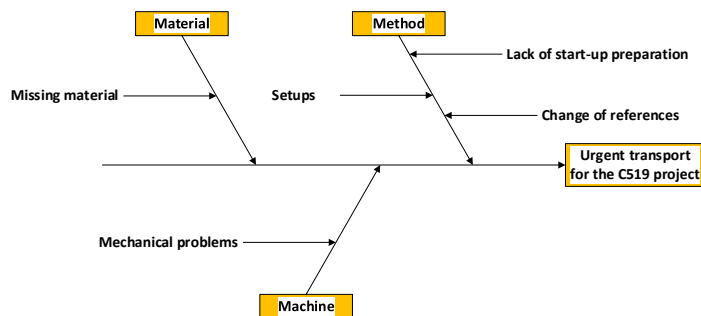 Material
Method
Lack of start-up preparation
Missing material
Setups
Change of references
Urgent transport
for the C519 project
Mechanical problems
Machine